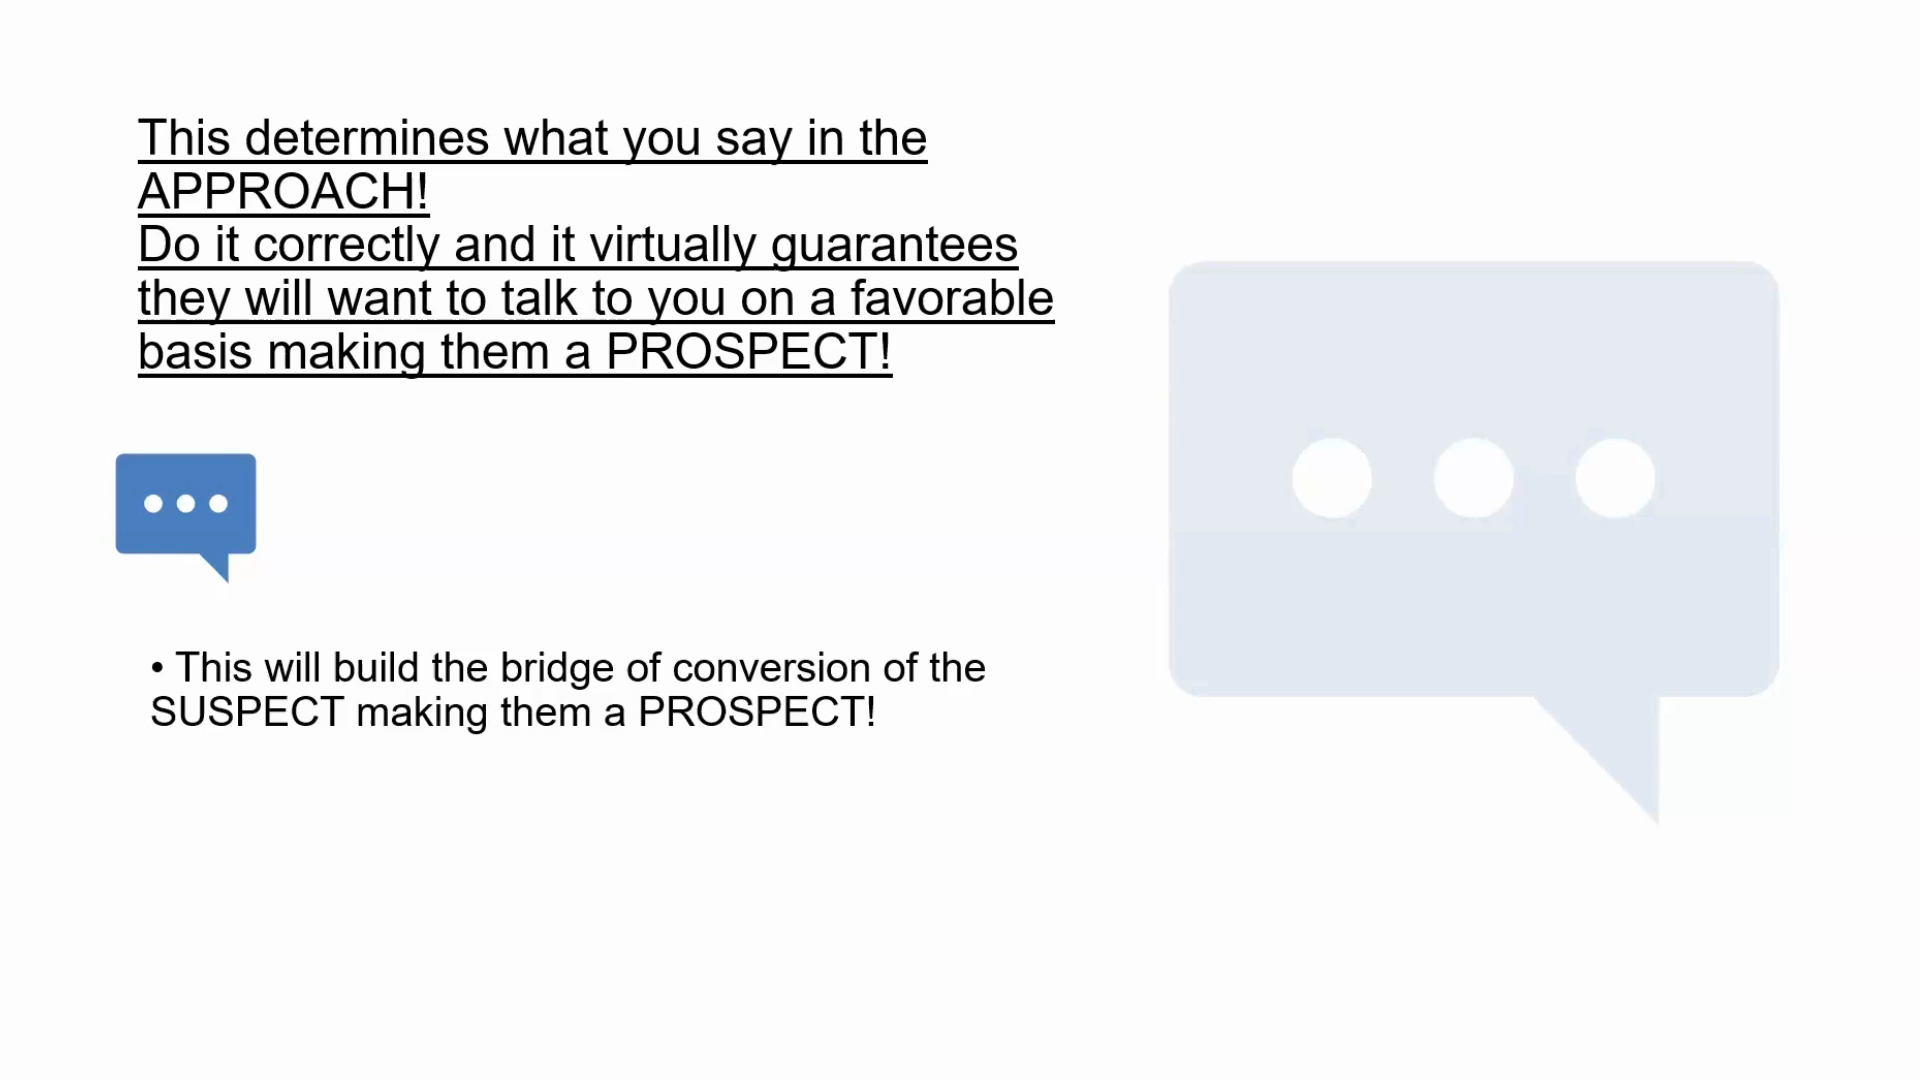 This determines what you say in the
APPROACH!
Do it correctly and it virtually guarantees
they will want to talk to you on a favorable
basis making them a PROSPECT!
• This will build the bridge of conversion of the
SUSPECT making them a PROSPECT!